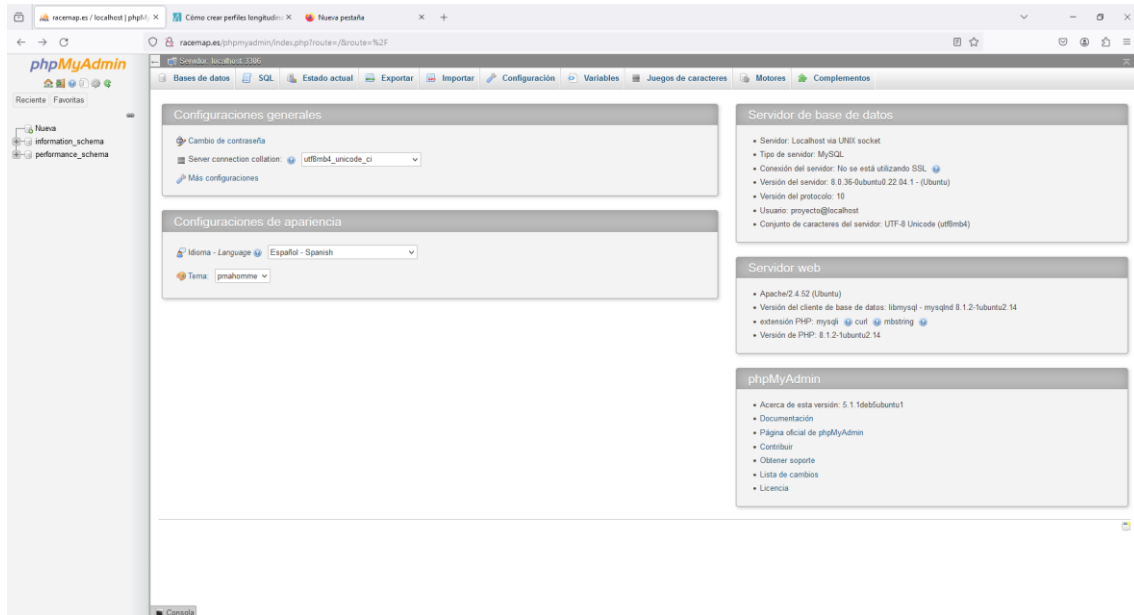 racemap.es / localhost | phpMy
Cómo crear perfiles longitudin
Nueva pestaña
racemap.es/phpmyadmin/index.php?route=/&route=%2F
phpMyAdmin
Reciente Favoritas
Nueva
information_schema
performance_schema
Servidor: localhost:3306
Bases de datos SQL Estado actual Exportar Importar Configuración Variables Juegos de caracteres Motores Complementos
Configuraciones generales
Cambio de contraseña
Server connection collation: utf8mb4_unicode_ci
Más configuraciones
Configuraciones de apariencia
Idioma - Language Español - Spanish
Tema: pmahomme
Servidor de base de datos
• Servidor: Localhost via UNIX socket
• Tipo de servidor: MySQL
• Conexión del servidor: No se está utilizando SSL
• Versión del servidor: 8.0.36-0ubuntu0.22.04.1 - (Ubuntu)
• Versión del protocolo: 10
• Usuario: proyecto@localhost
• Conjunto de caracteres del servidor: UTF-8 Unicode (utf8mb4)
Servidor web
• Apache/2.4.52 (Ubuntu)
• Versión del cliente de base de datos: libmysql - mysqlnd 8.1.2-1ubuntu2.14
• extensión PHP: mysqli curl mbstring
• Versión de PHP: 8.1.2-1ubuntu2.14
phpMyAdmin
• Acerca de esta versión: 5.1.1deb5ubuntu1
• Documentación
• Página oficial de phpMyAdmin
• Contribuir
• Obtener soporte
• Lista de cambios
• Licencia
Consola